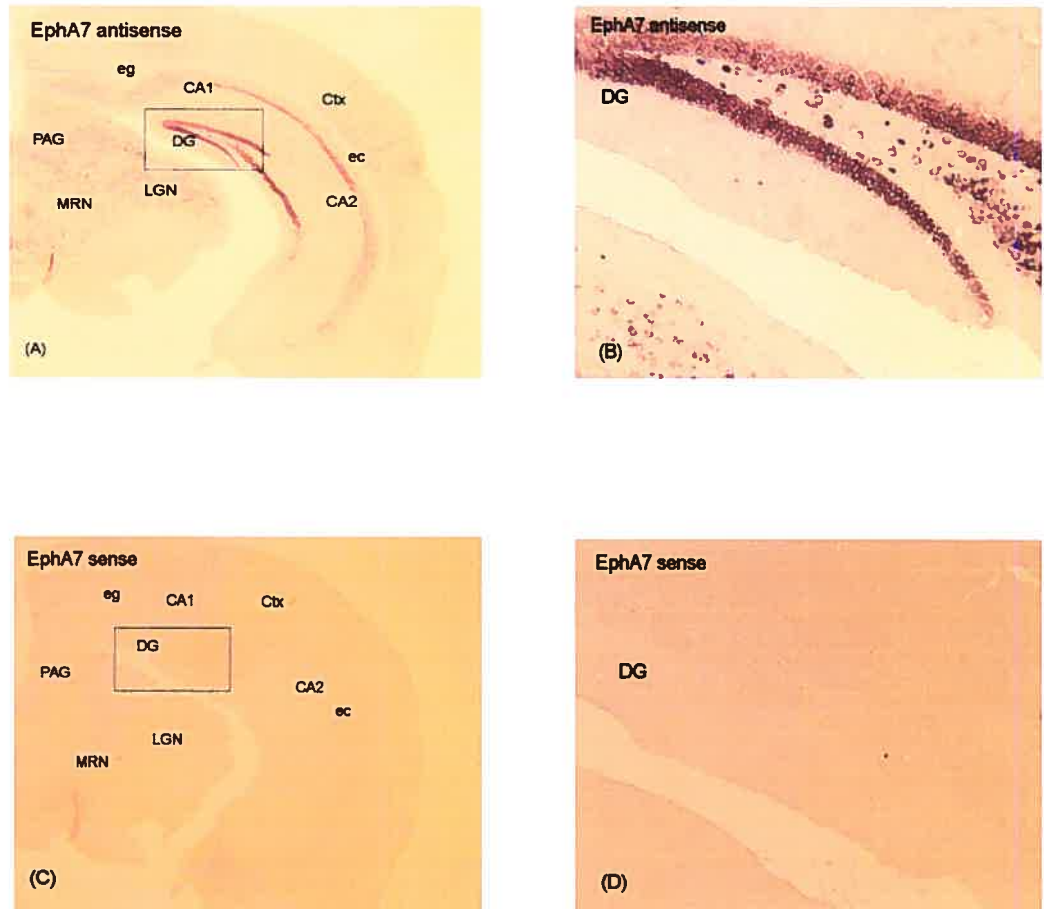 EphA7 antisense
eg
CA1
Ctx
PAG
DG
ec
LGN
CA2
MRN
(A)
EphA7 antisense
DG
(B)
EphA7 sense
eg
CA1
Ctx
DG
PAG
CA2
ec
LGN
MRN
(C)
EphA7 sense
DG
(D)